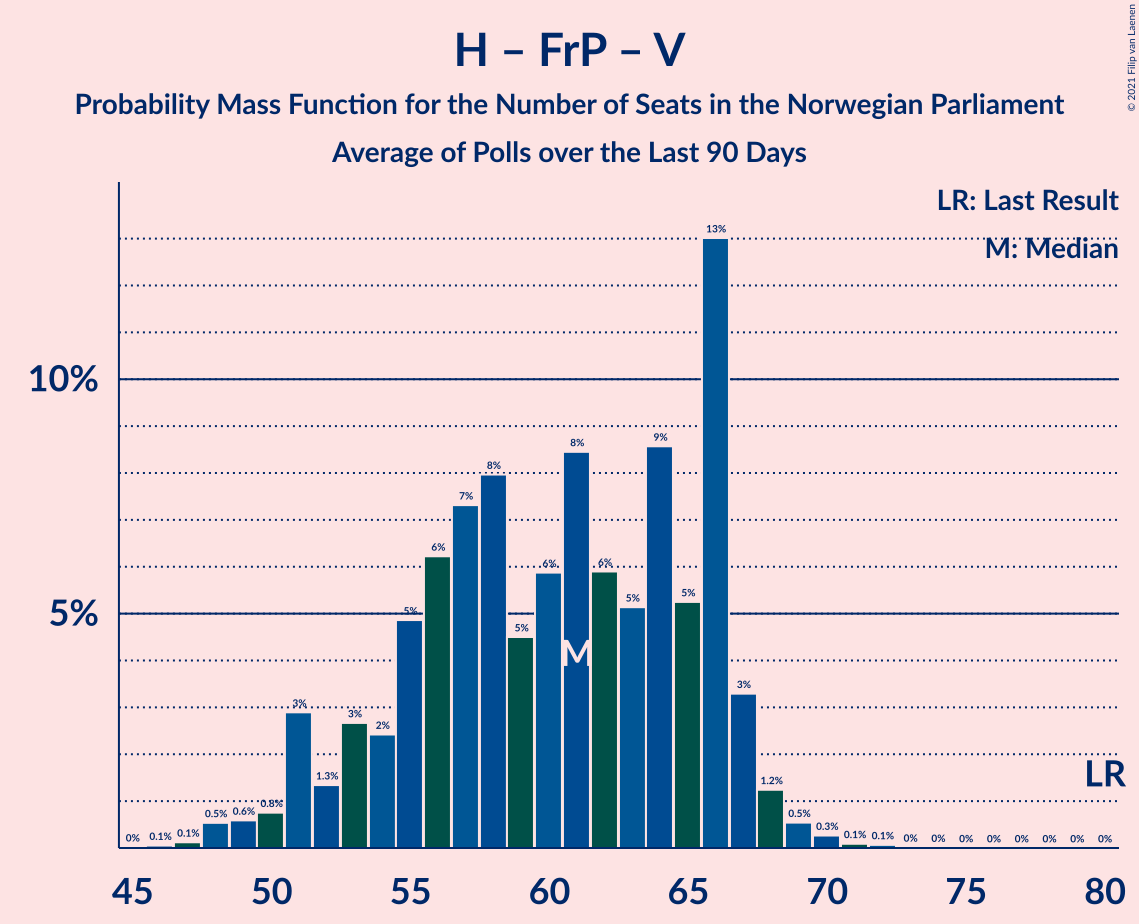 H – FrP – V
Probability Mass Function for the Number of Seats in the Norwegian Parliament
Average of Polls over the Last 90 Days
© 2021 Filip van Laenen
LR: Last Result
M: Median
10%
5%
0% 0.1% 0.1% 0.5% 0.6% 0.8% 3% 1.3% 3% 2% 5% 6% 7% 8% 5% 6% 8% 6% 5% 9% 5% 13% 3% 1.2% 0.5% 0.3% 0.1% 0.1% 0% 0% 0% 0% 0% 0% 0% 0%
M
LR
45 50 55 60 65 70 75 80